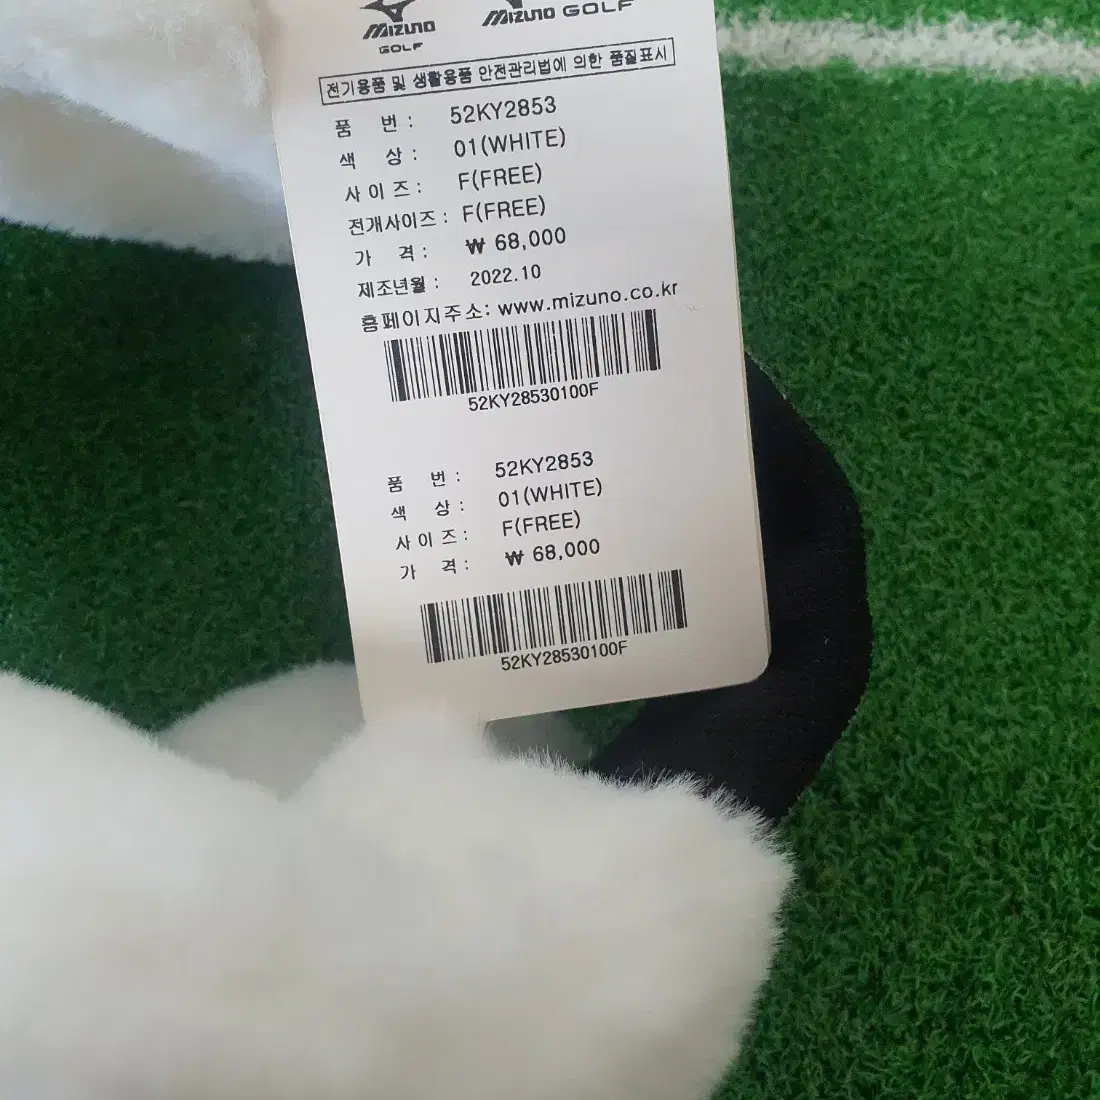 MIZUNO
GOLF
MIZUNO GOLF
전기용품 및 생활용품 안전관리법에 의한 품질표시
품 번 : 52KY2853
색 상 : 01(WHITE)
사 이 즈 : F(FREE)
전개사이즈 : F(FREE)
가 격 : ₩ 68,000
제조년월 : 2022.10
홈페이지주소: www.mizuno.co.kr
52KY28530100F
품 번 : 52KY2853
색 상 : 01(WHITE)
사 이 즈 : F(FREE)
가 격 : ₩ 68,000
52KY28530100F